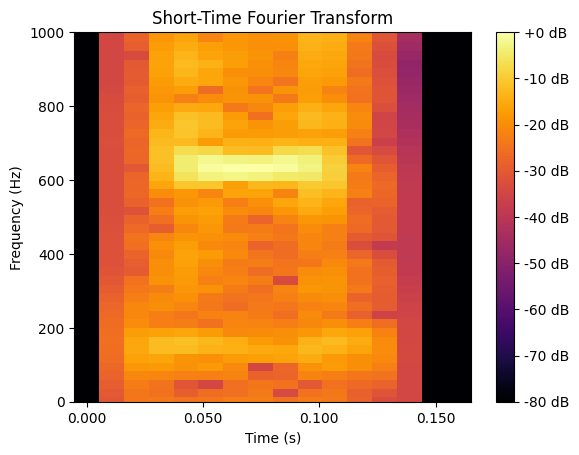 Short-Time Fourier Transform
1000
800
600
400
200
0
Frequency (Hz)
0.000
0.050
0.100
0.150
Time (s)
+0 dB
-10 dB
-20 dB
-30 dB
-40 dB
-50 dB
-60 dB
-70 dB
-80 dB